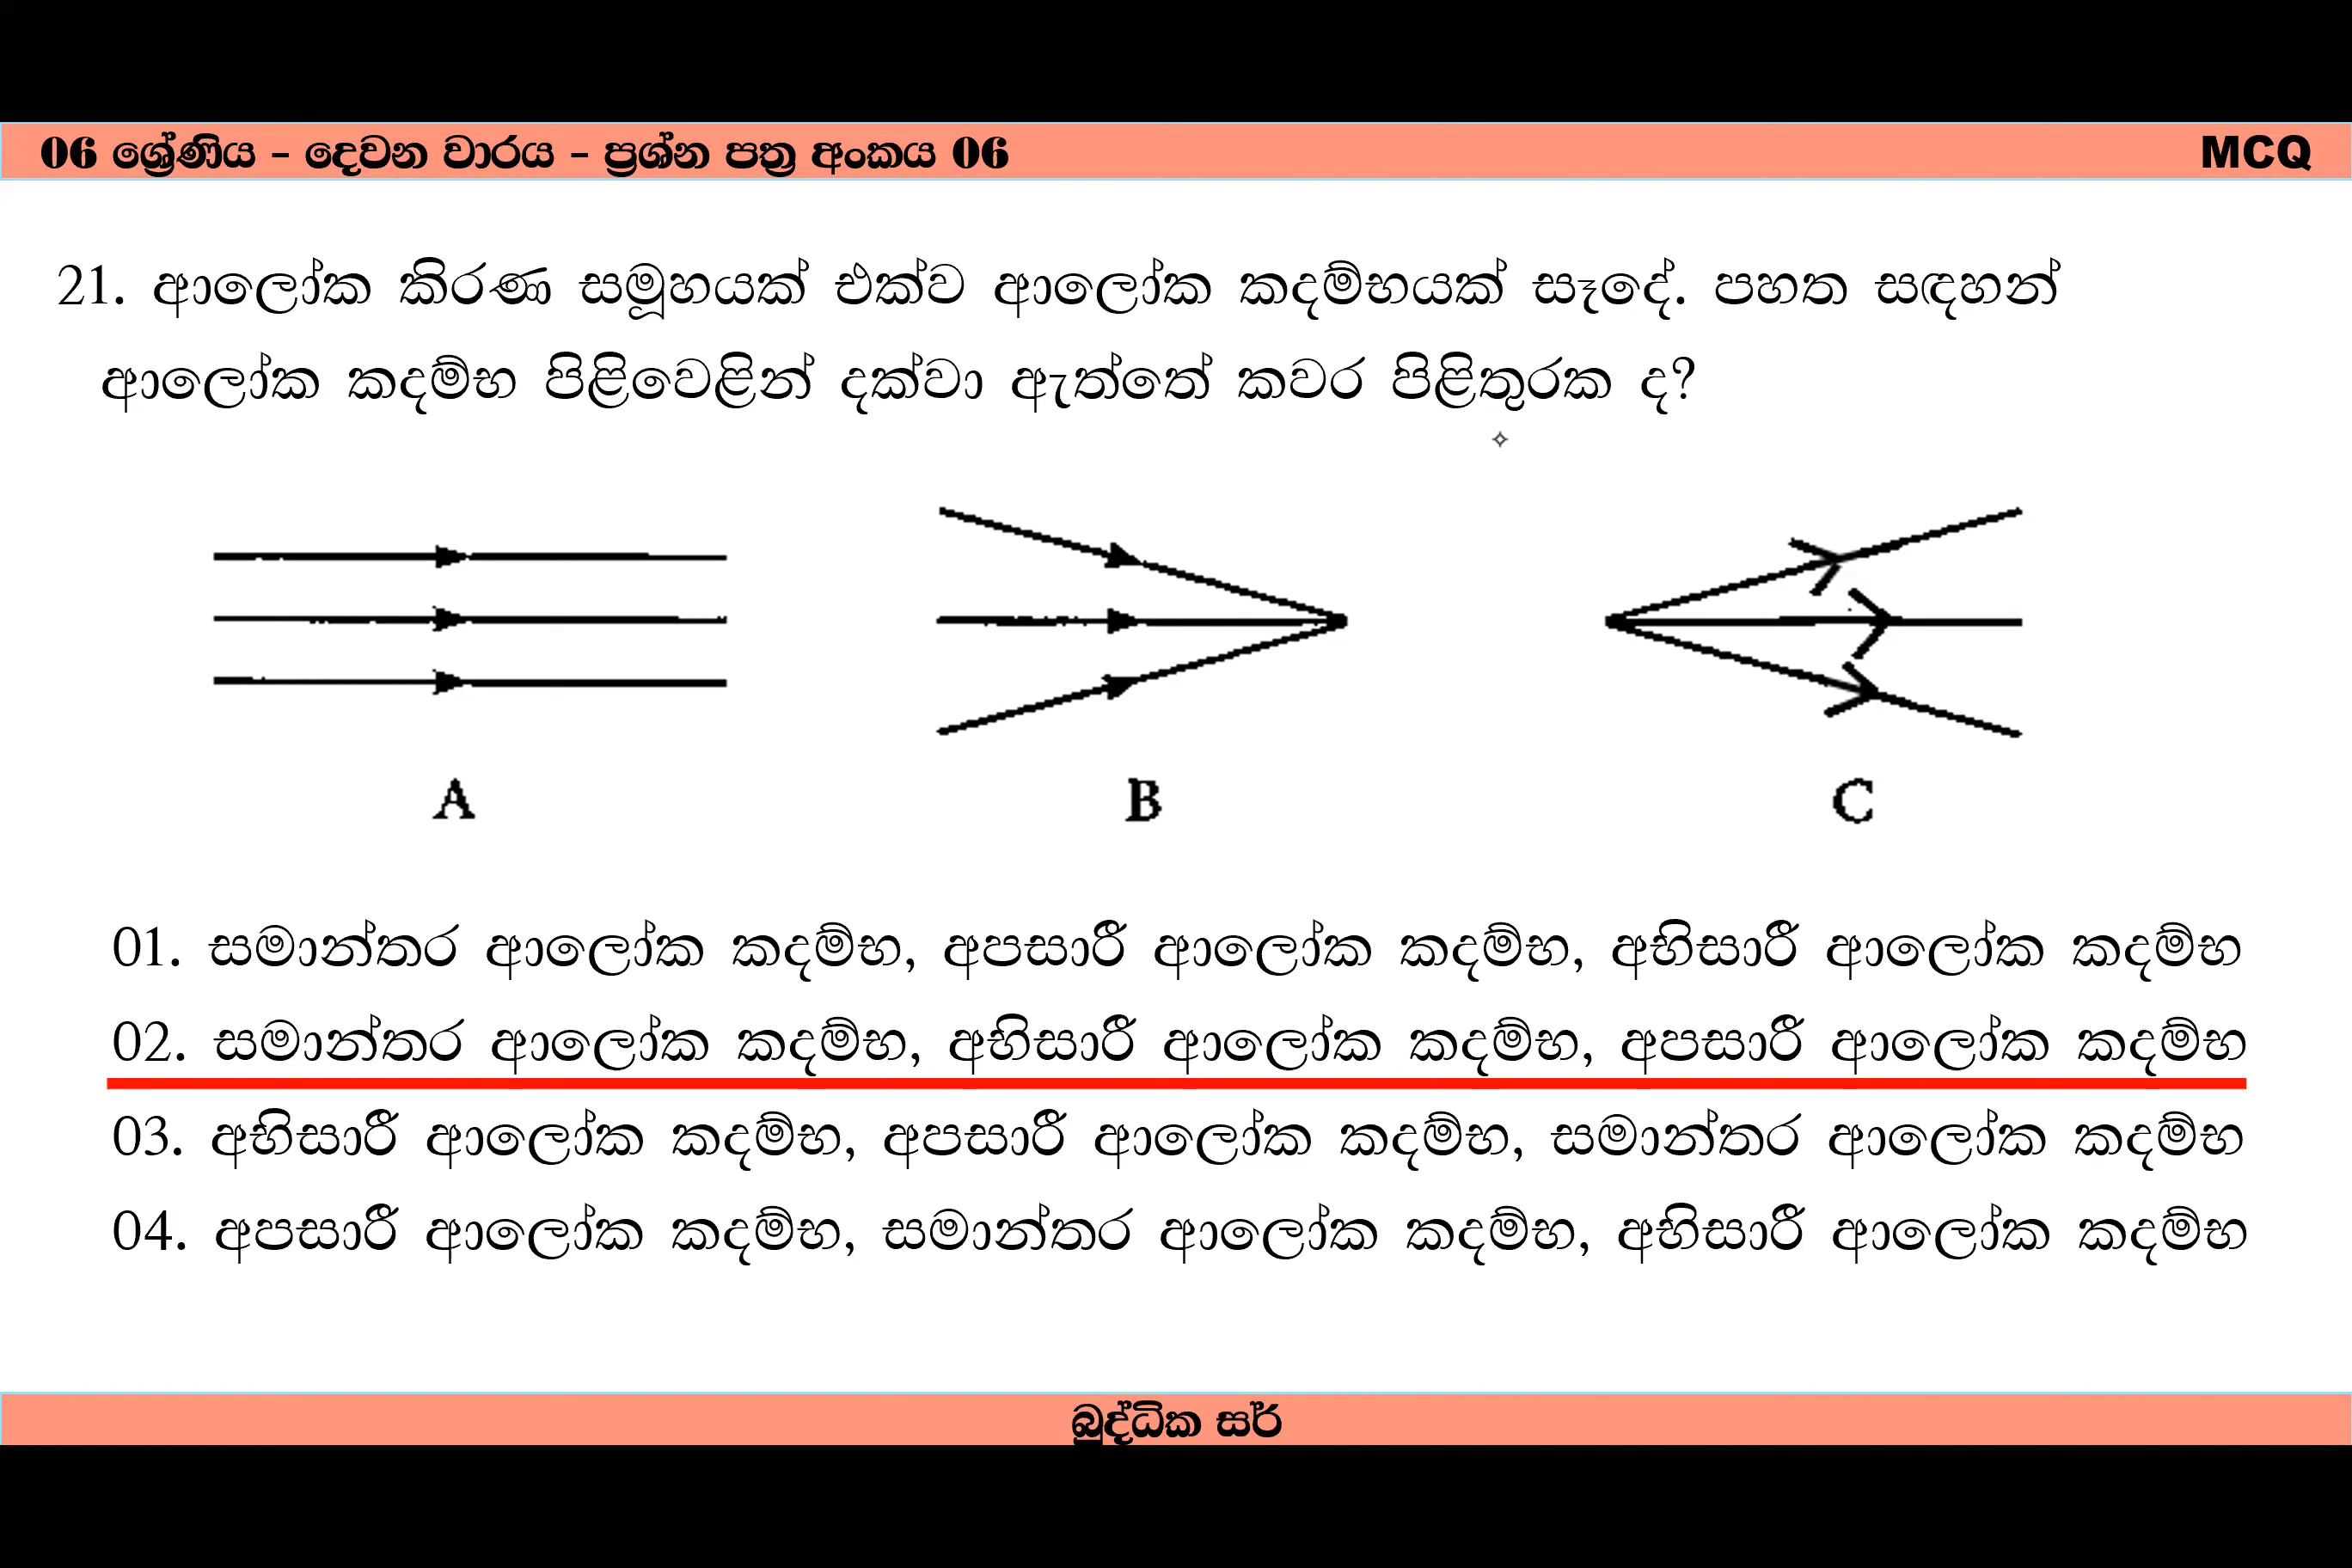 06 ශ්‍රේණිය - දෙවන වාරය - ප්‍රශ්න පත්‍ර අංකය 06 MCQ
21. ආලෝක කිරණ සමූහයක් එක්ව ආලෝක කදම්භයක් සෑදේ. පහත සඳහන්
ආලෝක කදම්භ පිළිවෙළින් දක්වා ඇත්තේ කවර පිළිතුරක ද?
A B C
01. සමාන්තර ආලෝක කදම්භ, අපසාරී ආලෝක කදම්භ, අභිසාරී ආලෝක කදම්භ
02. සමාන්තර ආලෝක කදම්භ, අභිසාරී ආලෝක කදම්භ, අපසාරී ආලෝක කදම්භ
03. අභිසාරී ආලෝක කදම්භ, අපසාරී ආලෝක කදම්භ, සමාන්තර ආලෝක කදම්භ
04. අපසාරී ආලෝක කදම්භ, සමාන්තර ආලෝක කදම්භ, අභිසාරී ආලෝක කදම්භ
බුද්ධික සර්